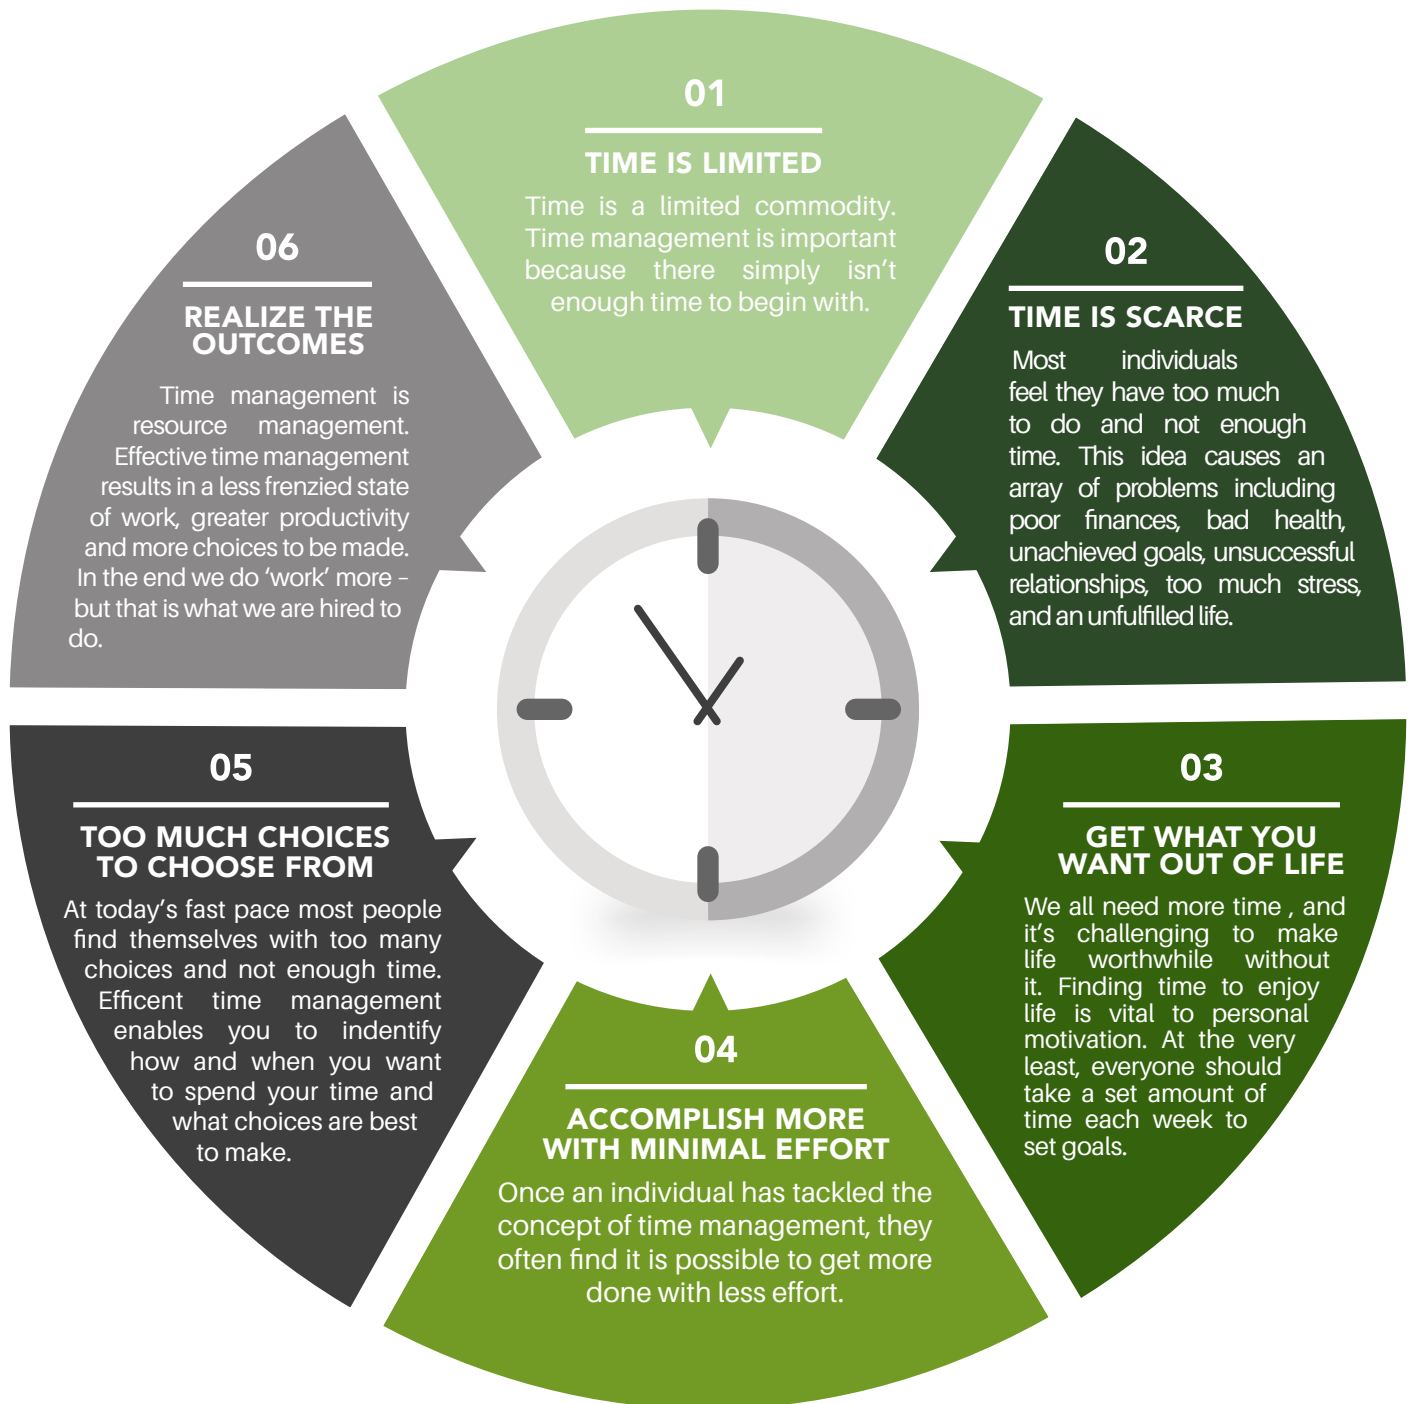 01
TIME IS LIMITED
Time is a limited commodity.
Time management is important
because there simply isn't
enough time to begin with.
02
TIME IS SCARCE
Most individuals
feel they have too much
to do and not enough
time. This idea causes an
array of problems including
poor finances, bad health,
unachieved goals, unsuccessful
relationships, too much stress,
and an unfulfilled life.
03
GET WHAT YOU
WANT OUT OF LIFE
We all need more time , and
it's challenging to make
life worthwhile without
it. Finding time to enjoy
life is vital to personal
motivation. At the very
least, everyone should
take a set amount of
time each week to
set goals.
04
ACCOMPLISH MORE
WITH MINIMAL EFFORT
Once an individual has tackled the
concept of time management, they
often find it is possible to get more
done with less effort.
05
TOO MUCH CHOICES
TO CHOOSE FROM
At today's fast pace most people
find themselves with too many
choices and not enough time.
Efficent time management
enables you to indentify
how and when you want
to spend your time and
what choices are best
to make.
06
REALIZE THE
OUTCOMES
Time management is
resource management.
Effective time management
results in a less frenzied state
of work, greater productivity
and more choices to be made.
In the end we do ‘work’ more –
but that is what we are hired to
do.